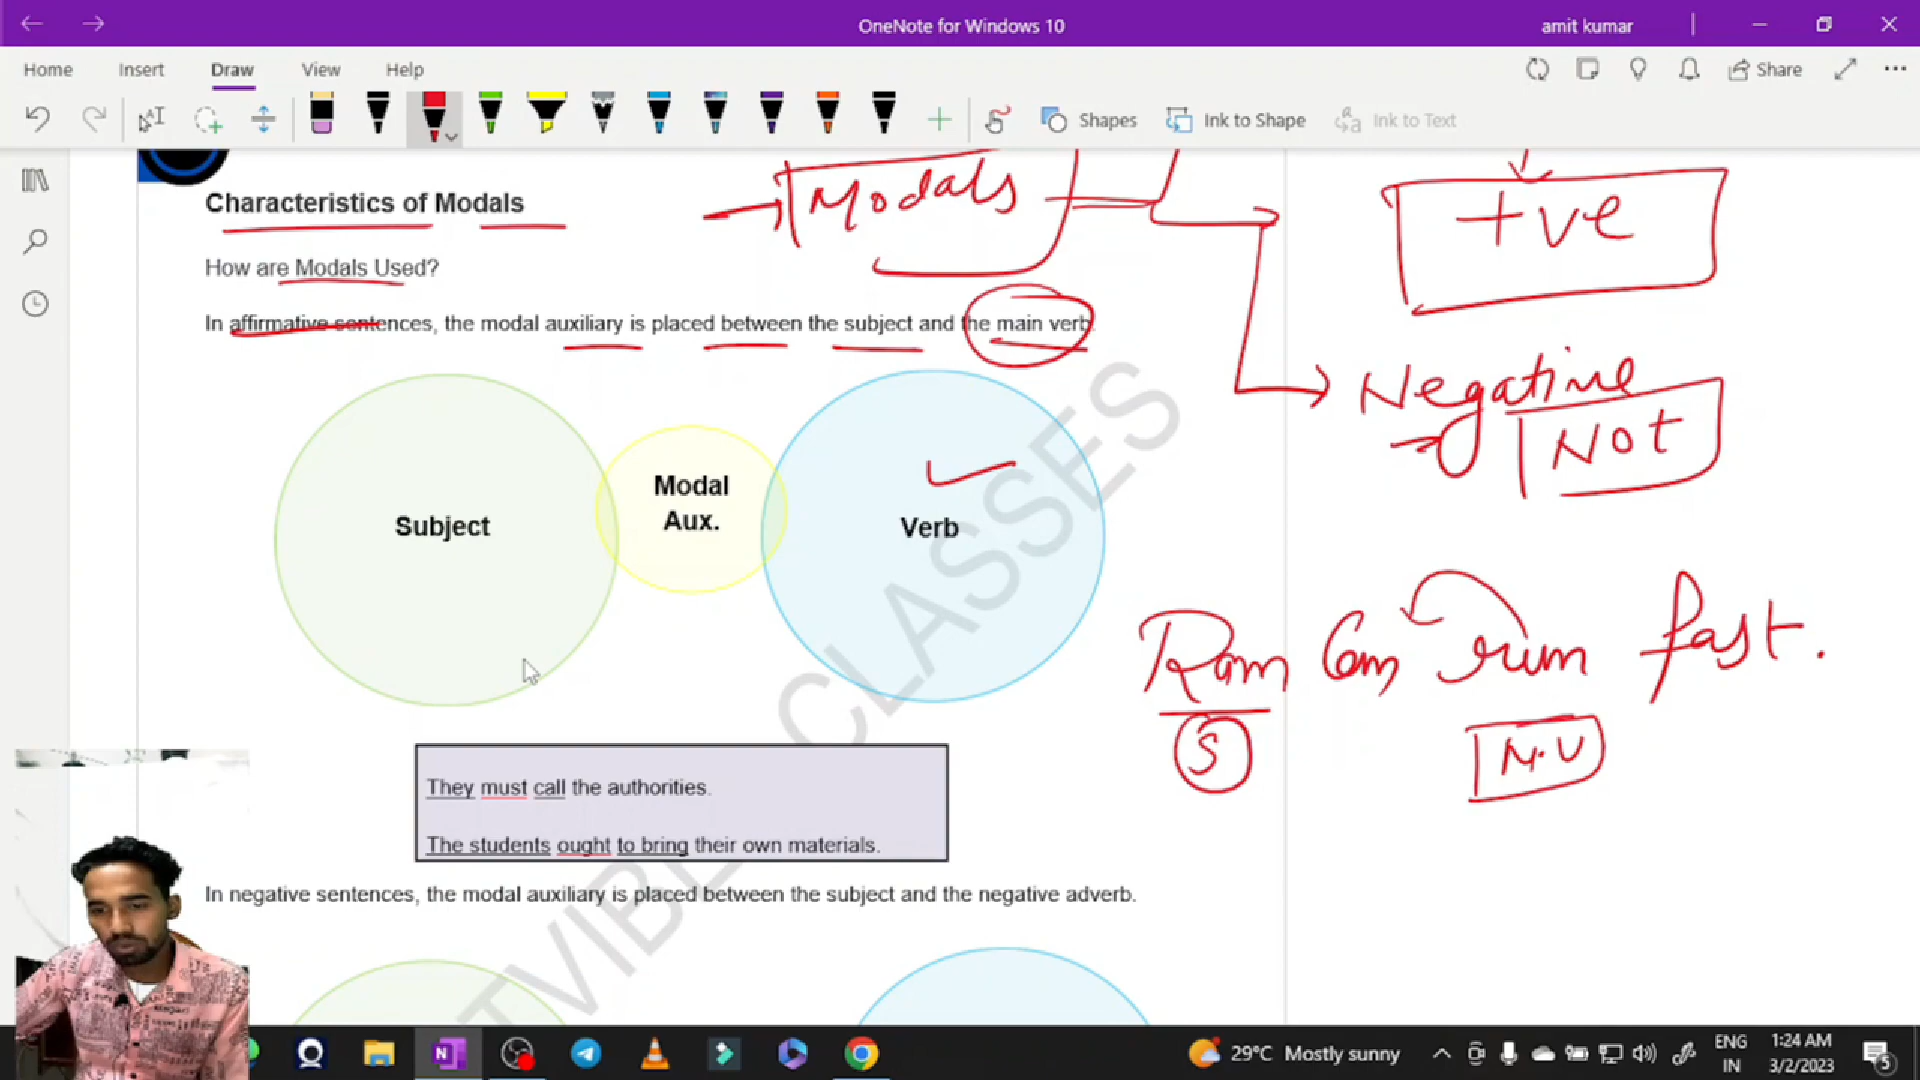 OneNote for Windows 10
amit kumar
Home Insert Draw View Help
Share
Shapes Ink to Shape Ink to Text
Characteristics of Modals
Modals
+ve
How are Modals Used?
In affirmative sentences, the modal auxiliary is placed between the subject and the main verb.
Negative
Not
Subject
Modal
Aux.
Verb
Ram Can run fast.
S
M.V
They must call the authorities.
The students ought to bring their own materials.
In negative sentences, the modal auxiliary is placed between the subject and the negative adverb.
TVIBE CLASSES
29°C Mostly sunny
ENG
IN
1:24 AM
3/2/2023
5